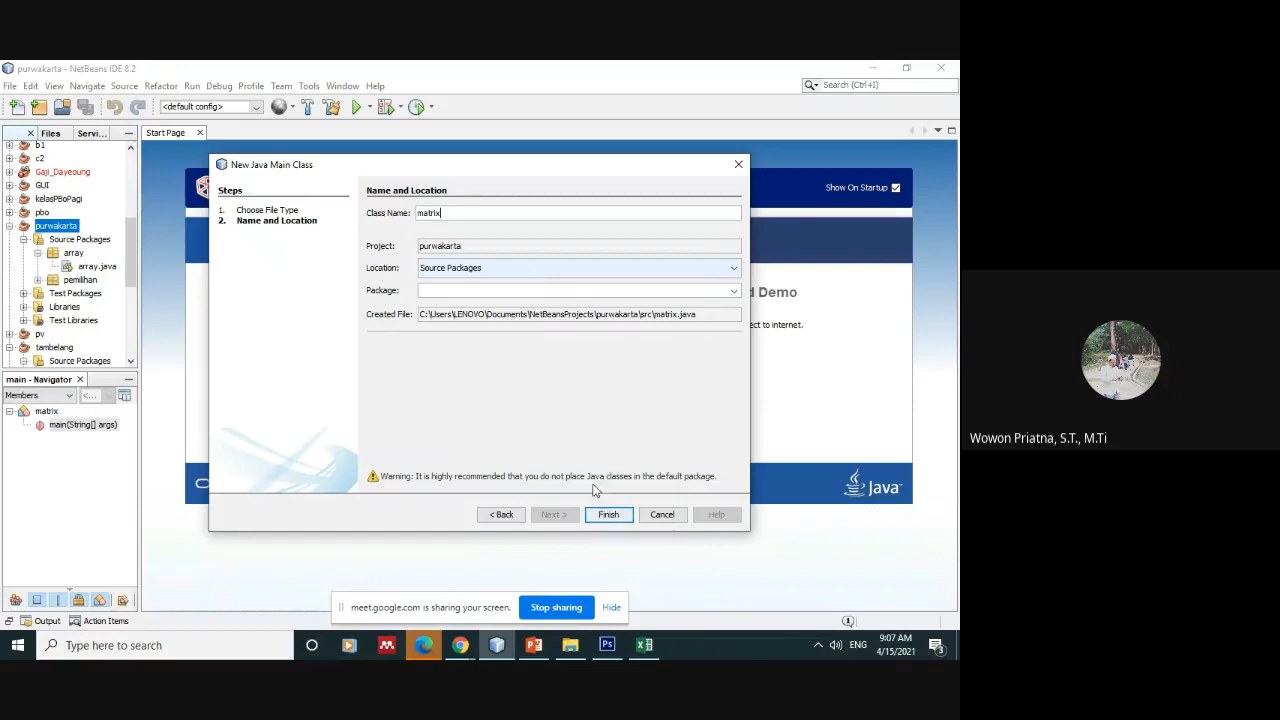 purwakarta - NetBeans IDE 8.2
File Edit View Navigate Source Refactor Run Debug Profile Team Tools Window Help
Search (Ctrl+I)
<default config>
Files Servi...
Start Page
b1
c2
Gaji_Dayeoung
GUI
kelasPBoPagi
pbo
purwakarta
Source Packages
array
array.java
pemilihan
Test Packages
Libraries
Test Libraries
pv
tambelang
Source Packages
main - Navigator
Members
<...
matrix
main(String[] args)
Show On Startup
d Demo
ect to internet.
Java
New Java Main Class
Steps
1. Choose File Type
2. Name and Location
Name and Location
Class Name: matrix
Project: purwakarta
Location: Source Packages
Package:
Created File: C:\Users\LENOVO\Documents\NetBeansProjects\purwakarta\src\matrix.java
Warning: It is highly recommended that you do not place Java classes in the default package.
< Back Next > Finish Cancel Help
meet.google.com is sharing your screen. Stop sharing Hide
Output Action Items
1
Type here to search
Ps
ENG
9:07 AM
4/15/2021
3
Wowon Priatna, S.T., M.Ti